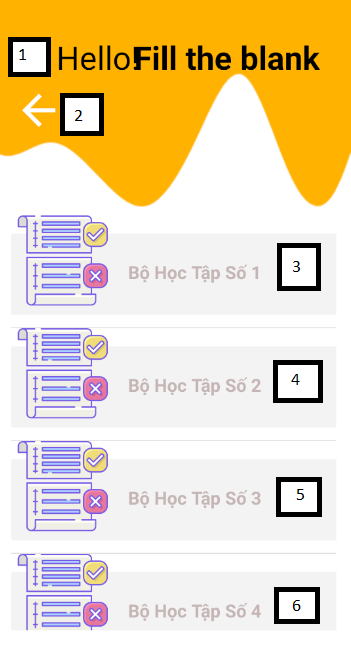 1 Hello!Fill the blank
2
Bộ Học Tập Số 1 3
Bộ Học Tập Số 2 4
Bộ Học Tập Số 3 5
Bộ Học Tập Số 4 6